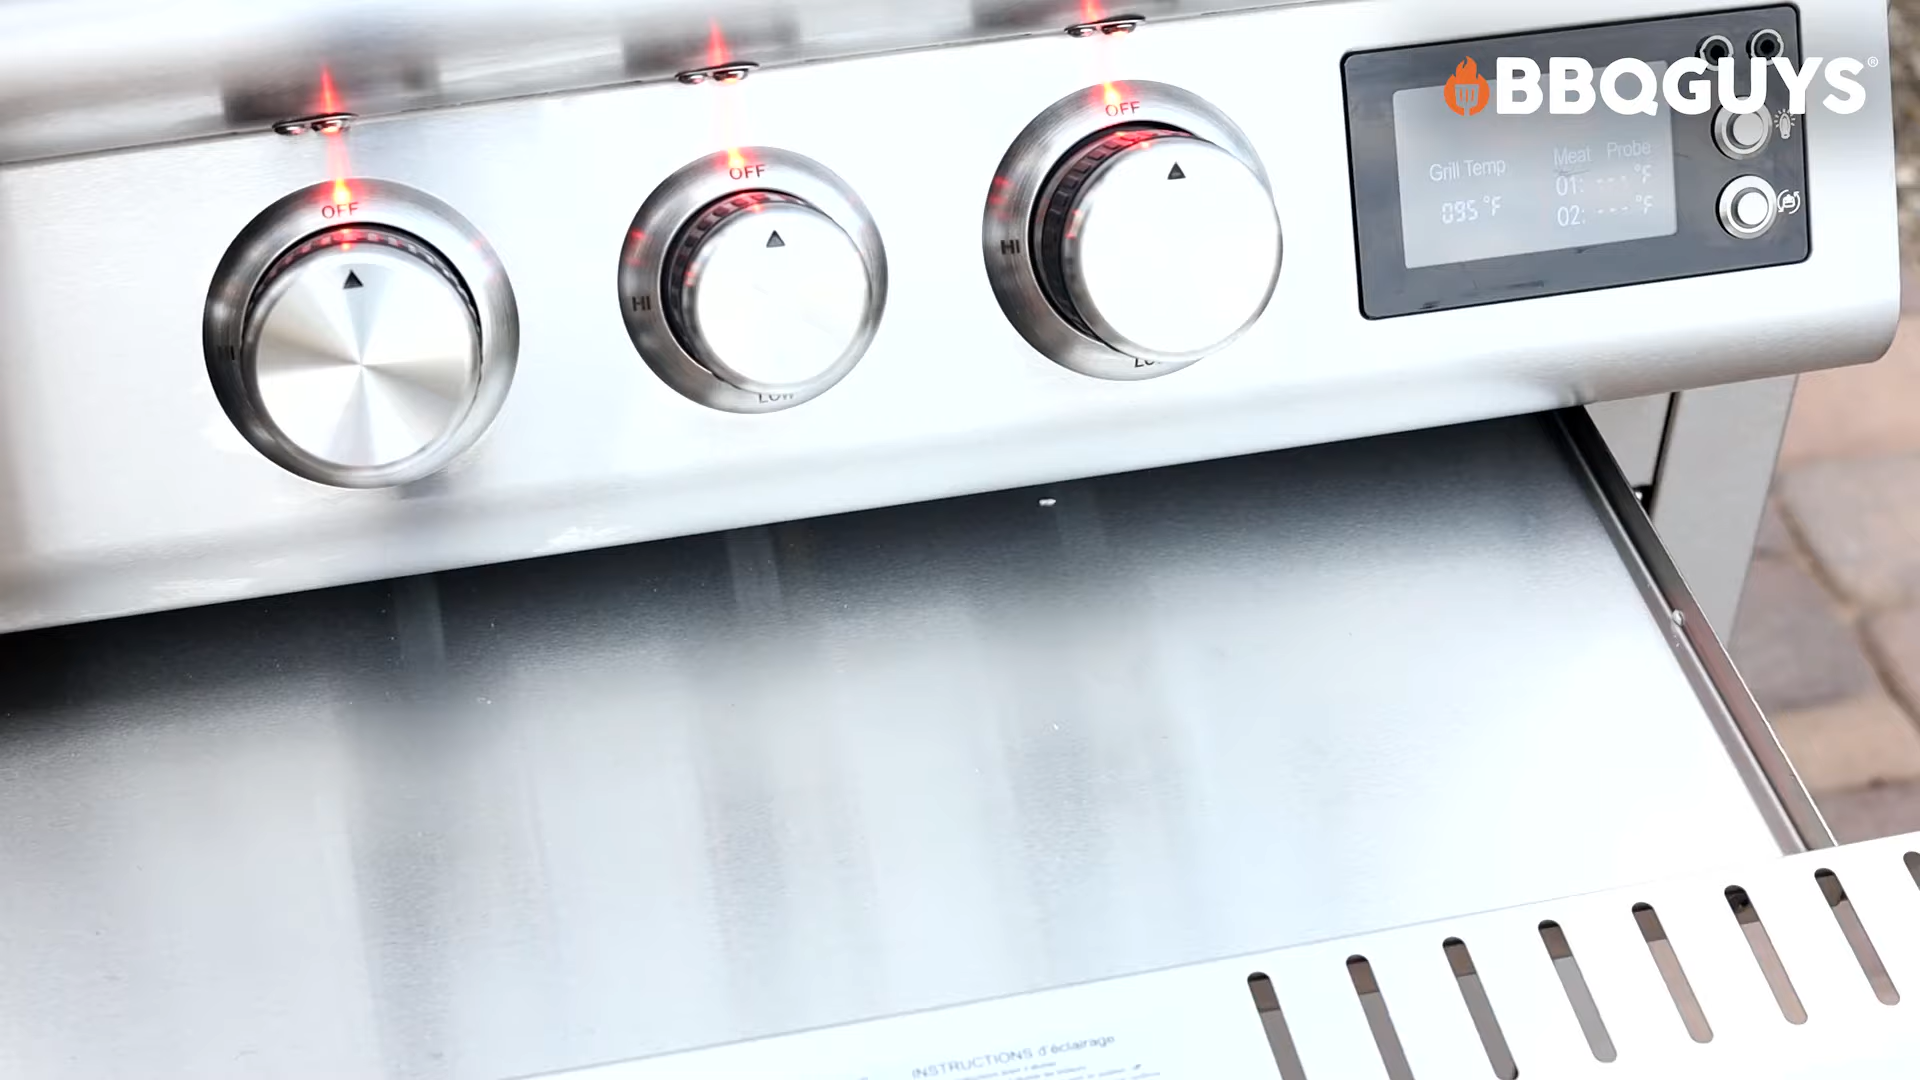 BBQGUYS®
OFF
HI
OFF
HI
LOW
OFF
HI
Grill Temp
095 °F
Meat Probe
01: --- °F
02: --- °F
INSTRUCTIONS d'éclairage